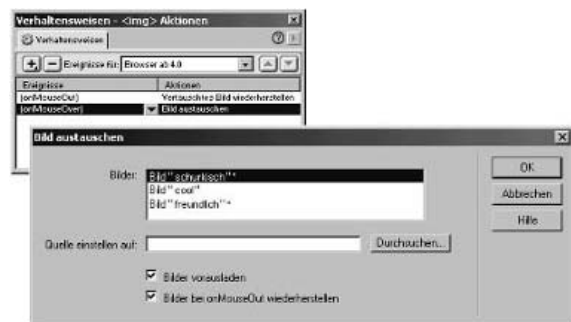 Verhaltensweisen - <img> Aktionen
Verhaltensweisen
Ereignisse für: Browser ab 4.0
Ereignisse Aktionen
(onMouseOut) Vertauschtes Bild wiederherstellen
(onMouseOver) Bild austauschen
Bild austauschen
Bilder: Bild "schurkisch"*
Bild "cool"
Bild "freundlich"*
OK
Abbrechen
Hilfe
Quelle einstellen auf: Durchsuchen...
Bilder vorausladen
Bilder bei onMouseOut wiederherstellen